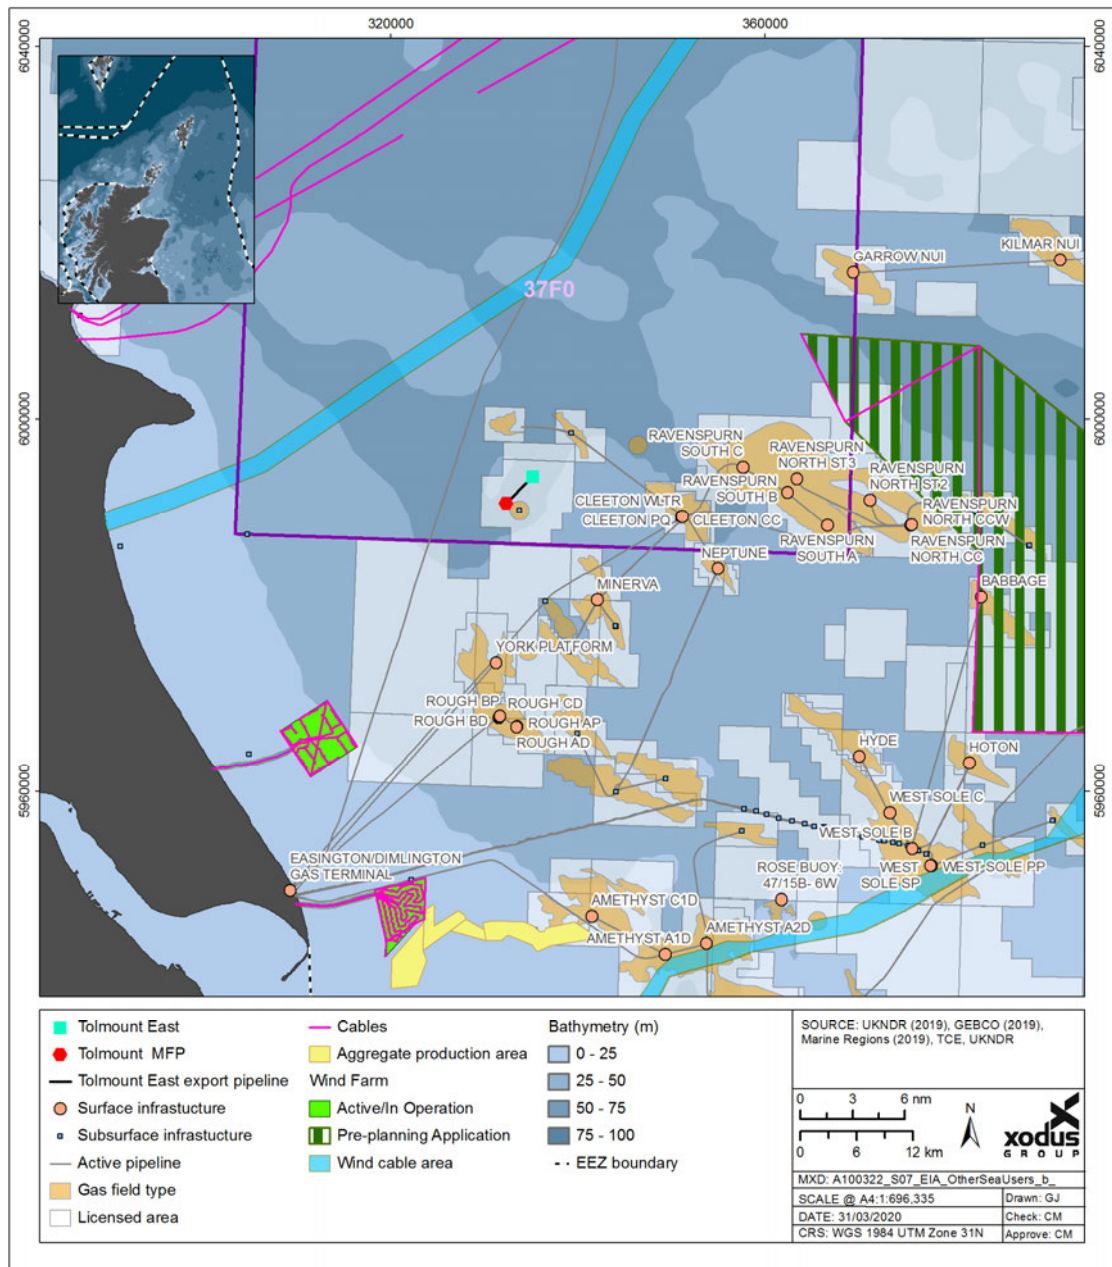 320000
360000
6040000
6040000
37F0
KILMAR NUI
GARROW NUI
6000000
6000000
RAVENSPURN
SOUTH C
RAVENSPURN
NORTH ST3
RAVENSPURN
NORTH ST2
RAVENSPURN
SOUTH B
CLEETON WLTR
CLEETON PQ
CLEETON CC
RAVENSPURN
NORTH CCW
RAVENSPURN
SOUTH A
RAVENSPURN
NORTH CC
NEPTUNE
BABBAGE
MINERVA
YORK PLATFORM
ROUGH BP
ROUGH CD
ROUGH BD
ROUGH AP
ROUGH AD
HYDE
HOTON
5960000
5960000
WEST SOLE C
WEST SOLE B
WEST
SOLE SP
WEST SOLE PP
EASINGTON/DIMLINGTON
GAS TERMINAL
ROSE BUOY:
47/15B- 6W
AMETHYST C1D
AMETHYST A2D
AMETHYST A1D
Tolmount East
Tolmount MFP
Tolmount East export pipeline
Surface infrastucture
Subsurface infrastucture
Active pipeline
Gas field type
Licensed area
Cables
Aggregate production area
Wind Farm
Active/In Operation
Pre-planning Application
Wind cable area
Bathymetry (m)
0 - 25
25 - 50
50 - 75
75 - 100
EEZ boundary
SOURCE: UKNDR (2019), GEBCO (2019),
Marine Regions (2019), TCE, UKNDR
0 3 6 nm
0 6 12 km
N
xodus
GROUP
MXD: A100322_S07_EIA_OtherSeaUsers_b_
SCALE @ A4:1:696,335
Drawn: GJ
DATE: 31/03/2020
Check: CM
CRS: WGS 1984 UTM Zone 31N
Approve: CM